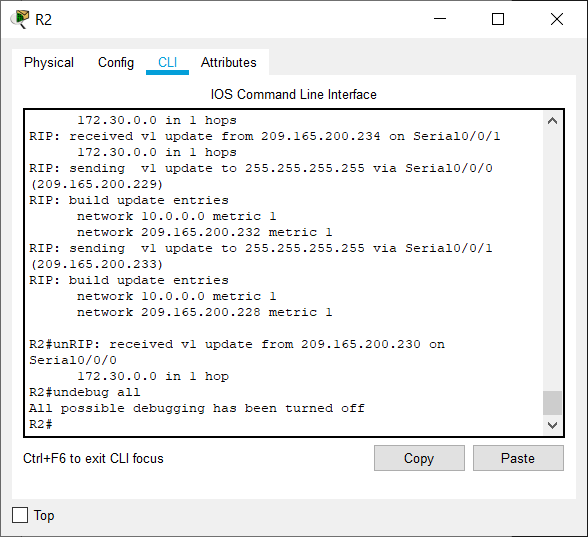 R2
Physical Config CLI Attributes
IOS Command Line Interface
172.30.0.0 in 1 hops
RIP: received v1 update from 209.165.200.234 on Serial0/0/1
172.30.0.0 in 1 hops
RIP: sending  v1 update to 255.255.255.255 via Serial0/0/0
(209.165.200.229)
RIP: build update entries
network 10.0.0.0 metric 1
network 209.165.200.232 metric 1
RIP: sending  v1 update to 255.255.255.255 via Serial0/0/1
(209.165.200.233)
RIP: build update entries
network 10.0.0.0 metric 1
network 209.165.200.228 metric 1
R2#unRIP: received v1 update from 209.165.200.230 on
Serial0/0/0
172.30.0.0 in 1 hop
R2#undebug all
All possible debugging has been turned off
R2#
Ctrl+F6 to exit CLI focus Copy Paste
Top